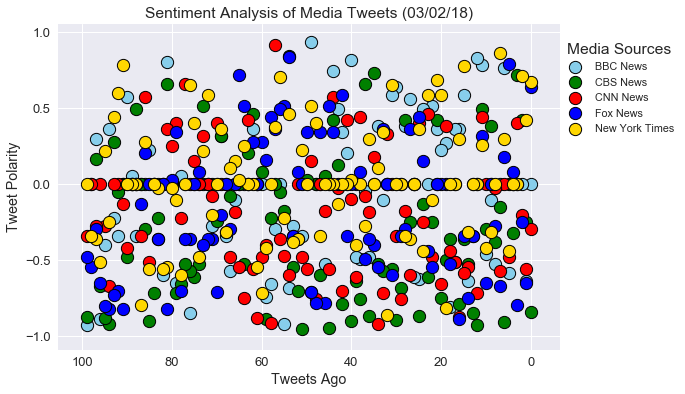 Sentiment Analysis of Media Tweets (03/02/18)
Media Sources
BBC News
CBS News
CNN News
Fox News
New York Times
Tweet Polarity
1.0
0.5
0.0
−0.5
−1.0
100 80 60 40 20 0
Tweets Ago